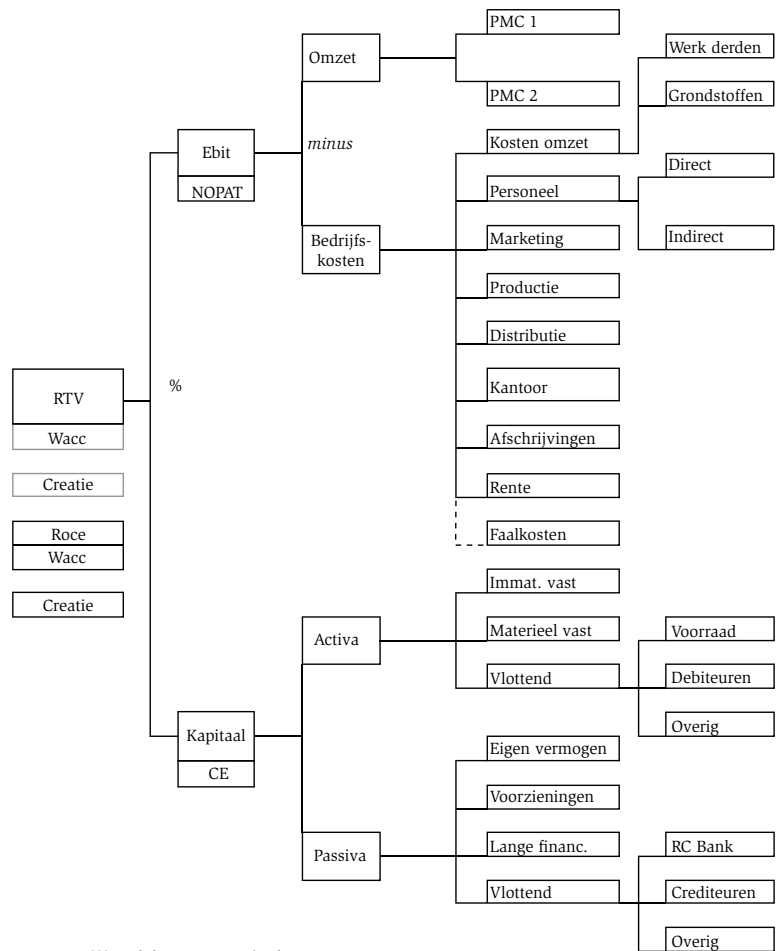 PMC 1
Omzet
Werk derden
PMC 2
Grondstoffen
minus
Kosten omzet
Ebit
Direct
NOPAT
Personeel
Bedrijfs-
kosten
Marketing
Indirect
Productie
Distributie
%
Kantoor
RTV
Wacc
Afschrijvingen
Creatie
Rente
Roce
Faalkosten
Wacc
Immat. vast
Creatie
Activa
Materieel vast
Voorraad
Vlottend
Debiteuren
Overig
Kapitaal
Eigen vermogen
CE
Voorzieningen
Passiva
Lange financ.
RC Bank
Vlottend
Crediteuren
Overig